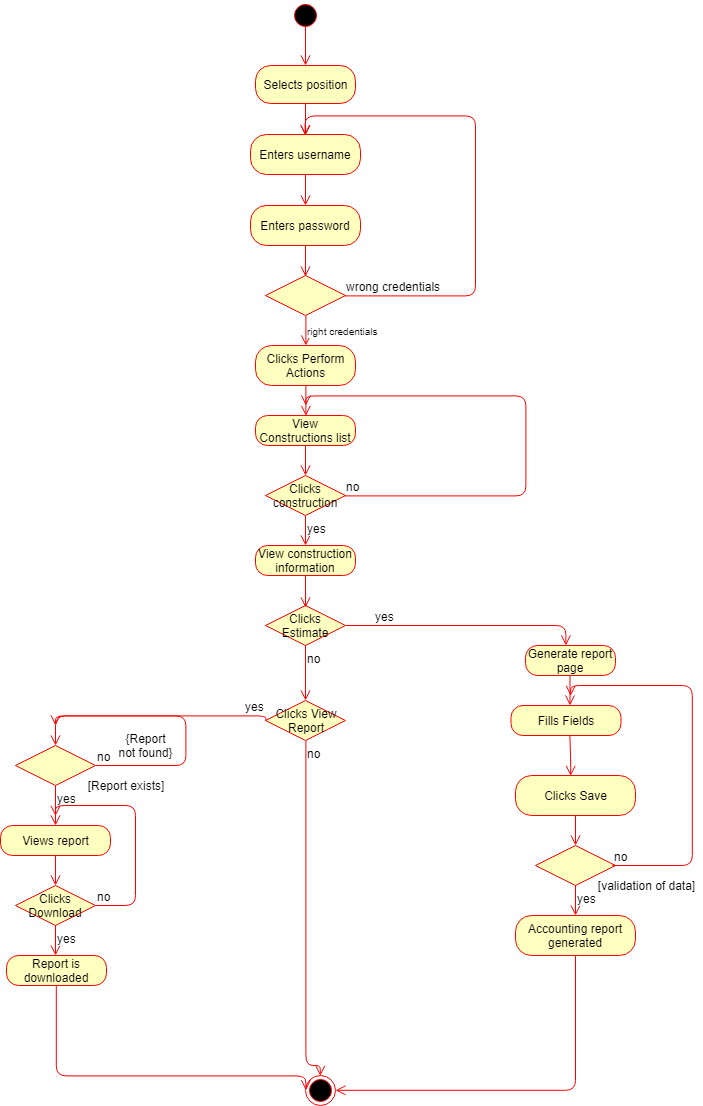 Selects position
Enters username
Enters password
wrong credentials
right credentials
Clicks Perform
Actions
View
Constructions list
Clicks
construction
no
yes
View construction
information
Clicks
Estimate
yes
no
Generate report
page
Clicks View
Report
yes
no
Fills Fields
{Report
not found}
no
[Report exists]
yes
Clicks Save
Views report
no
[validation of data]
yes
Clicks
Download
no
yes
Accounting report
generated
Report is
downloaded